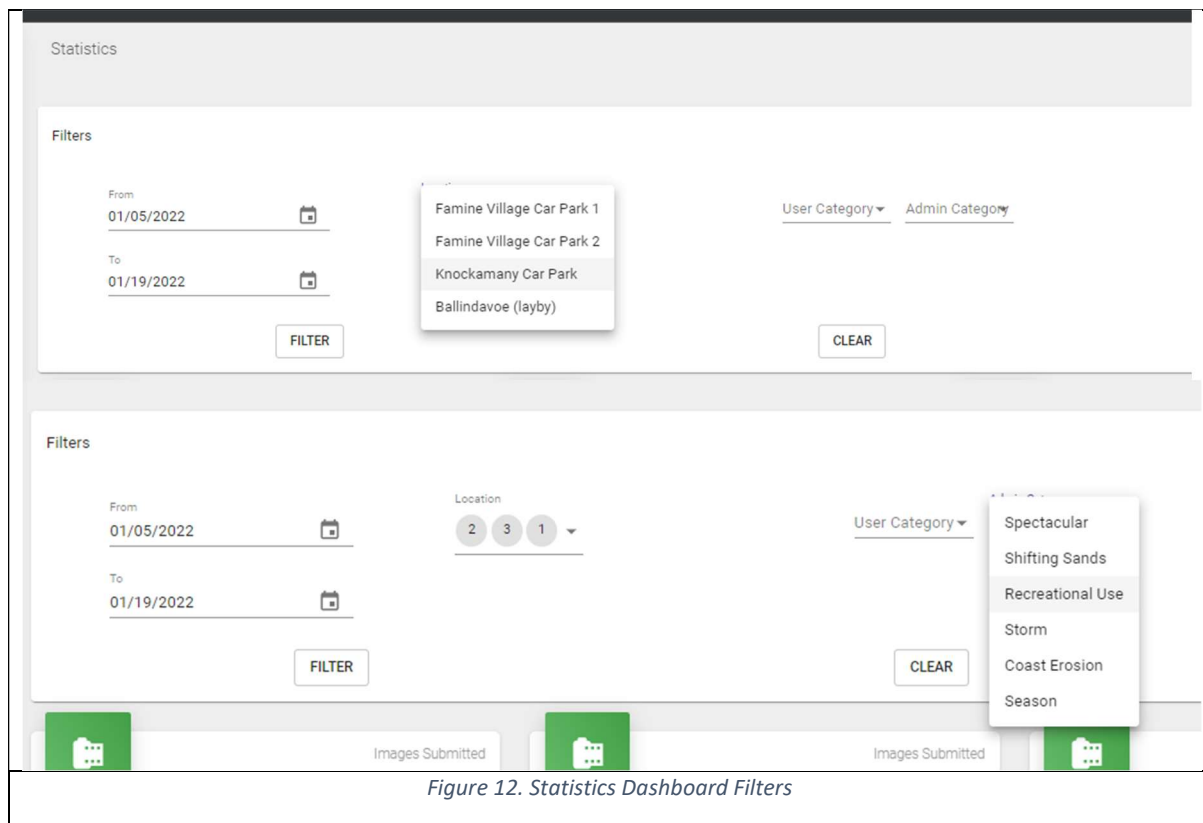 Statistics
Filters
From
01/05/2022
To
01/19/2022
Famine Village Car Park 1
Famine Village Car Park 2
Knockamany Car Park
Ballindavoe (layby)
User Category
Admin Category
FILTER
CLEAR
Filters
From
01/05/2022
To
01/19/2022
Location
2 3 1
User Category
Spectacular
Shifting Sands
Recreational Use
Storm
Coast Erosion
Season
FILTER
CLEAR
Images Submitted
Images Submitted
Figure 12. Statistics Dashboard Filters